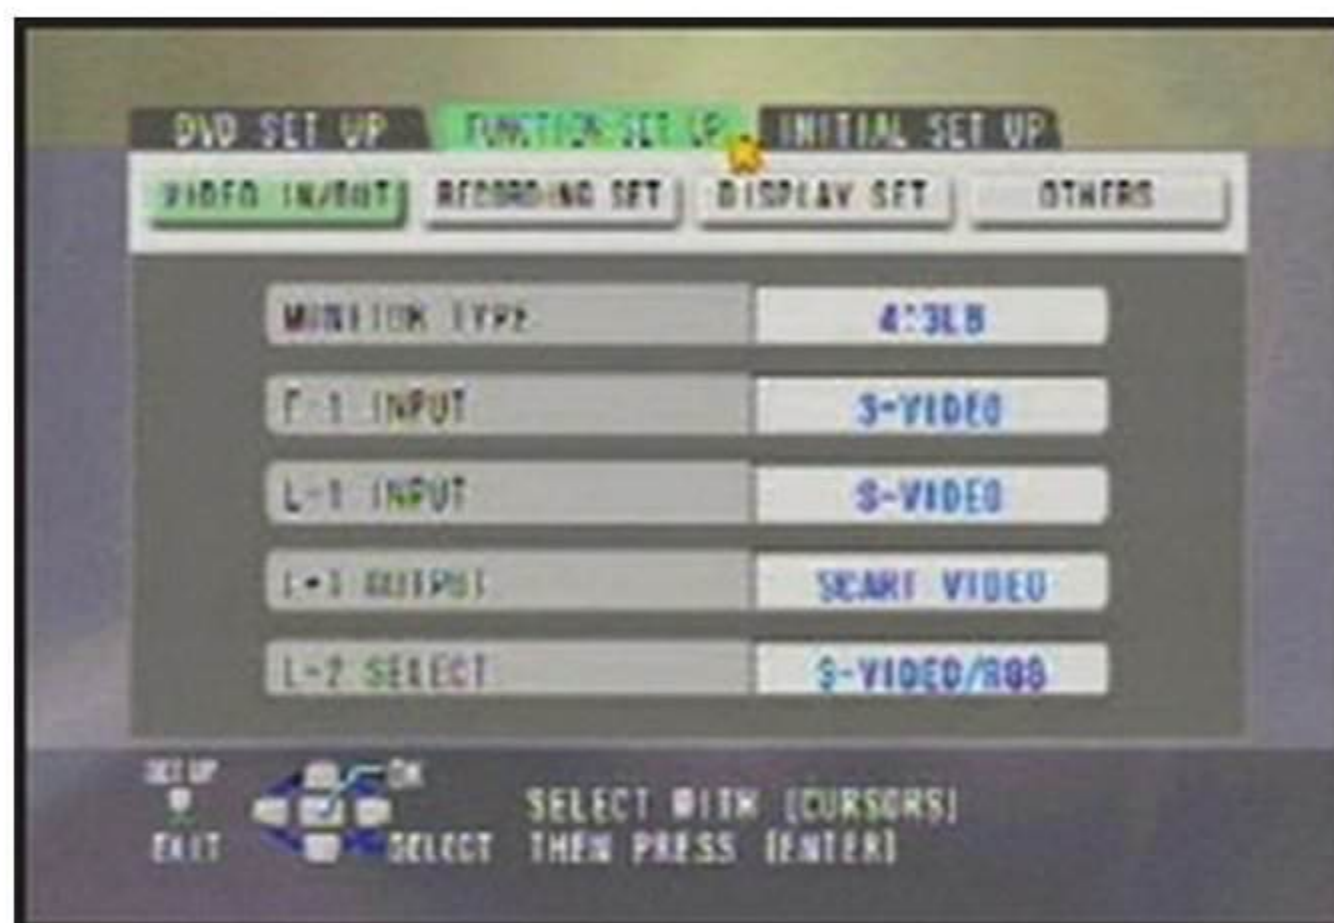 DVD SET UP FUNCTION SET UP INITIAL SET UP
VIDEO IN/OUT RECORDING SET DISPLAY SET OTHERS
MONITOR TYPE 4:3LB
F-1 INPUT S-VIDEO
L-1 INPUT S-VIDEO
L-1 OUTPUT SCART VIDEO
L-2 SELECT S-VIDEO/RGB
SET UP OK
SELECT WITH [CURSORS]
EXIT SELECT THEN PRESS [ENTER]